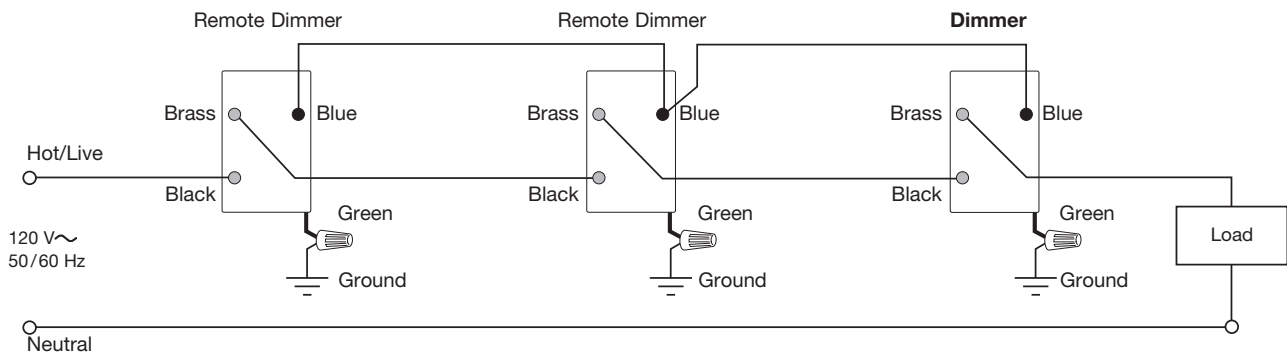 Remote Dimmer
Remote Dimmer
Dimmer
Brass
Blue
Brass
Blue
Brass
Blue
Hot/Live
Black
Black
Black
Green
Green
Green
Load
120 V~
50/60 Hz
Ground
Ground
Ground
Neutral